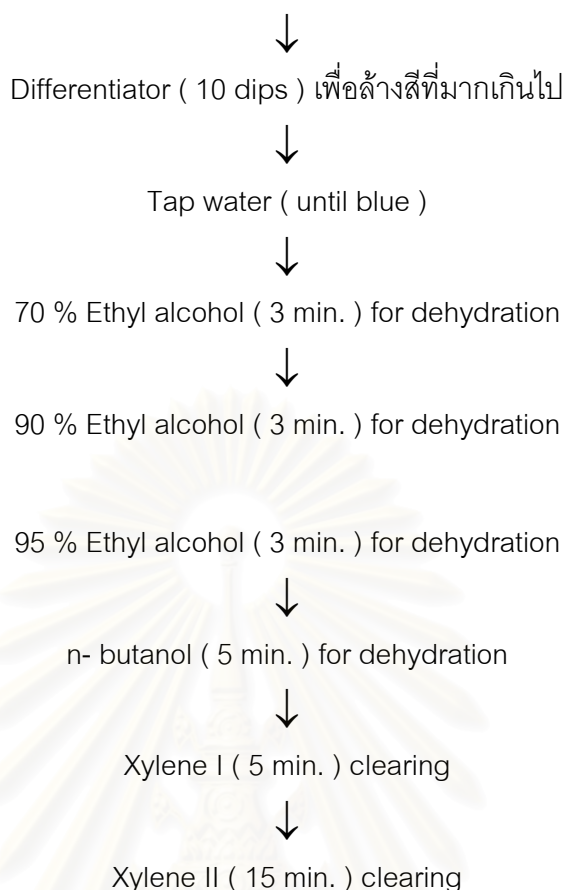 ↓
Differentiator ( 10 dips ) เพื่อล้างสีที่มากเกินไป
↓
Tap water ( until blue )
↓
70 % Ethyl alcohol ( 3 min. ) for dehydration
↓
90 % Ethyl alcohol ( 3 min. ) for dehydration
95 % Ethyl alcohol ( 3 min. ) for dehydration
↓
n- butanol ( 5 min. ) for dehydration
↓
Xylene I ( 5 min. ) clearing
↓
Xylene II ( 15 min. ) clearing